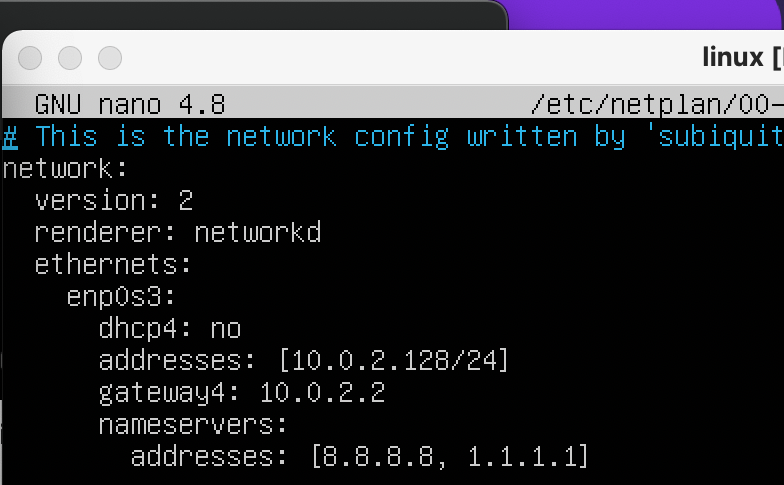 linux [
GNU nano 4.8 /etc/netplan/00-
# This is the network config written by 'subiquit
network:
  version: 2
  renderer: networkd
  ethernets:
    enp0s3:
      dhcp4: no
      addresses: [10.0.2.128/24]
      gateway4: 10.0.2.2
      nameservers:
        addresses: [8.8.8.8, 1.1.1.1]